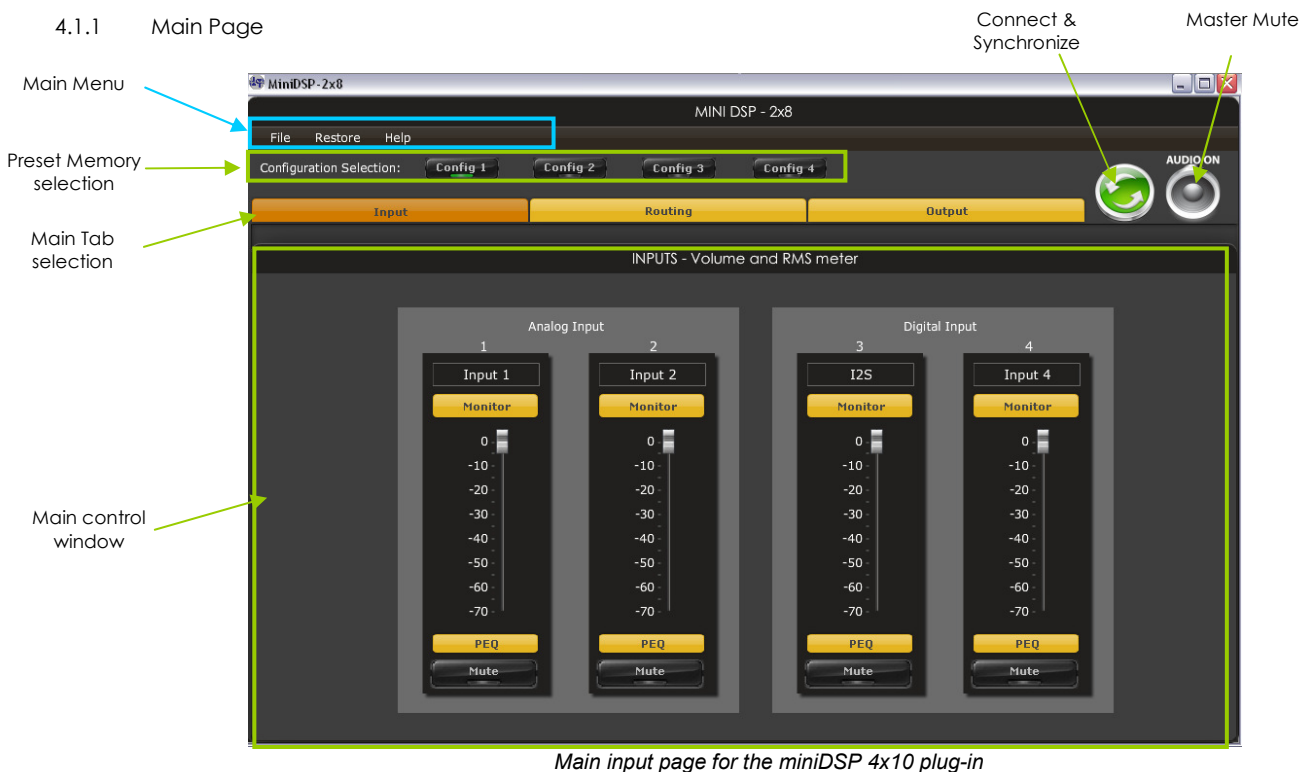 4.1.1 Main Page
Connect &
Synchronize
Master Mute
Main Menu
MiniDSP-2x8
MINI DSP - 2x8
File Restore Help
Preset Memory
selection
Configuration Selection: Config 1 Config 2 Config 3 Config 4
AUDIO ON
Input Routing Output
Main Tab
selection
INPUTS - Volume and RMS meter
Analog Input Digital Input
1 2 3 4
Input 1 Input 2 I2S Input 4
Monitor Monitor Monitor Monitor
0 0 0 0
-10 -10 -10 -10
-20 -20 -20 -20
-30 -30 -30 -30
Main control
window
-40 -40 -40 -40
-50 -50 -50 -50
-60 -60 -60 -60
-70 -70 -70 -70
PEQ PEQ PEQ PEQ
Mute Mute Mute Mute
Main input page for the miniDSP 4x10 plug-in